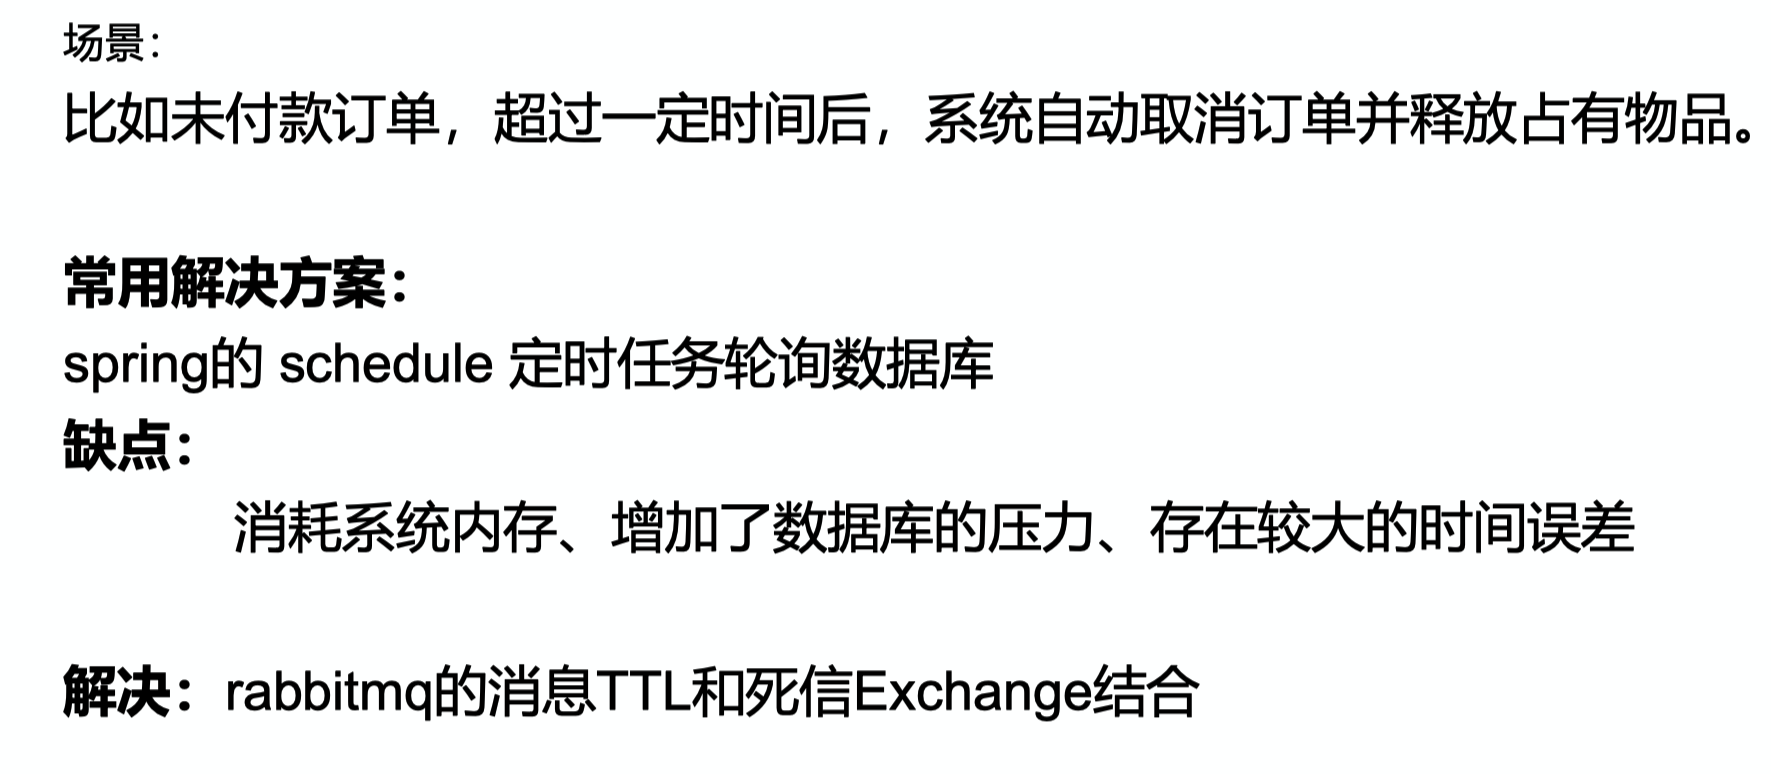 场景：
比如未付款订单，超过一定时间后，系统自动取消订单并释放占有物品。
常用解决方案：
spring的 schedule 定时任务轮询数据库
缺点：
消耗系统内存、增加了数据库的压力、存在较大的时间误差
解决：rabbitmq的消息TTL和死信Exchange结合